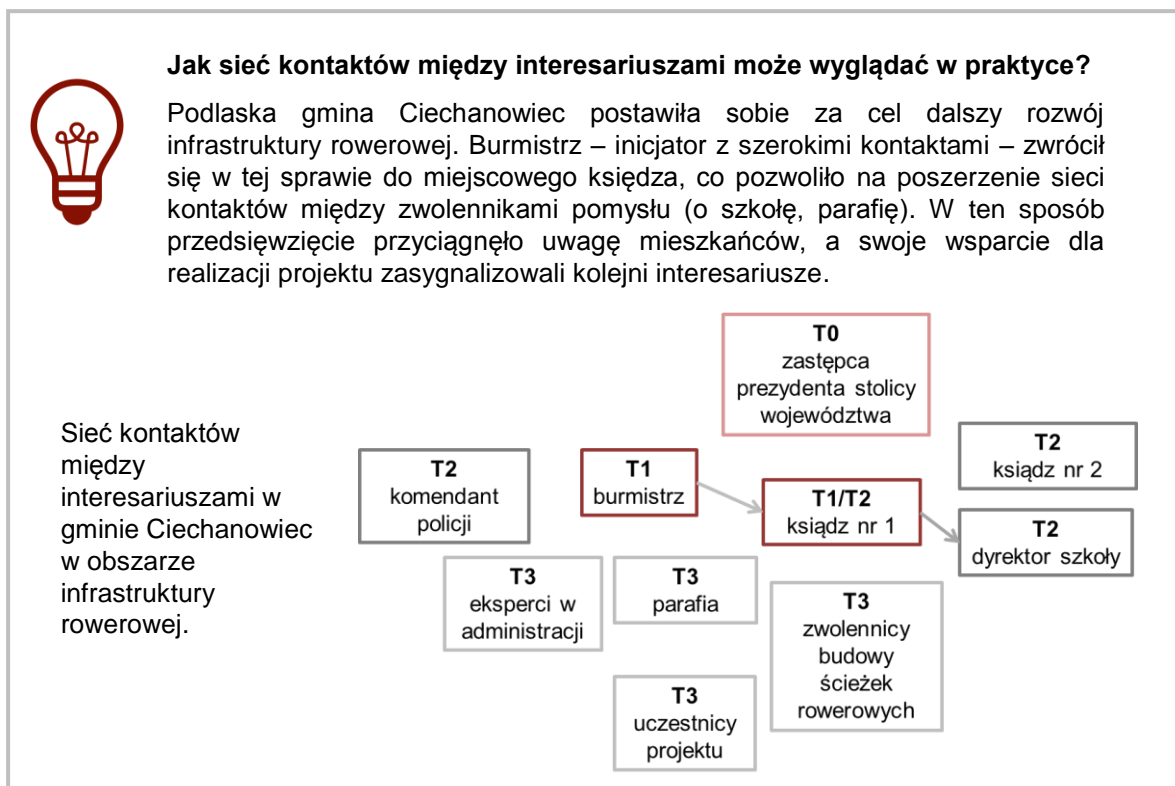 Jak sieć kontaktów między interesariuszami może wyglądać w praktyce?
Podlaska gmina Ciechanowiec postawiła sobie za cel dalszy rozwój
infrastruktury rowerowej. Burmistrz – inicjator z szerokimi kontaktami – zwrócił
się w tej sprawie do miejscowego księdza, co pozwoliło na poszerzenie sieci
kontaktów między zwolennikami pomysłu (o szkołę, parafię). W ten sposób
przedsięwzięcie przyciągnęło uwagę mieszkańców, a swoje wsparcie dla
realizacji projektu zasygnalizowali kolejni interesariusze.
Sieć kontaktów
między
interesariuszami w
gminie Ciechanowiec
w obszarze
infrastruktury
rowerowej.
T0
zastępca
prezydenta stolicy
województwa
T2
komendant
policji
T1
burmistrz
T1/T2
ksiądz nr 1
T2
ksiądz nr 2
T2
dyrektor szkoły
T3
eksperci w
administracji
T3
parafia
T3
zwolennicy
budowy
ścieżek
rowerowych
T3
uczestnicy
projektu